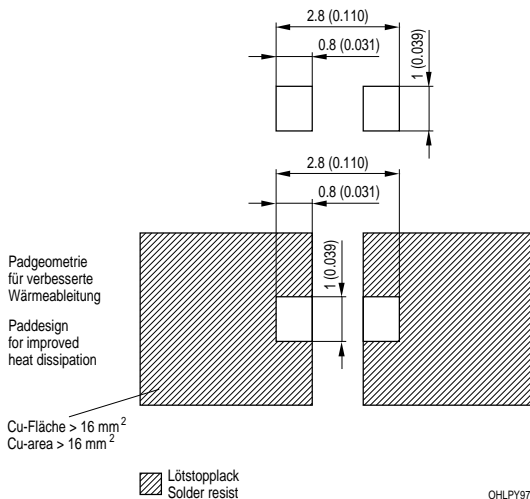 2.8 (0.110)
0.8 (0.031)
1 (0.039)
2.8 (0.110)
0.8 (0.031)
1 (0.039)
Padgeometrie
für verbesserte
Wärmeableitung
Paddesign
for improved
heat dissipation
Cu-Fläche > 16 mm²
Cu-area > 16 mm²
Lötstopplack
Solder resist
OHLPY97